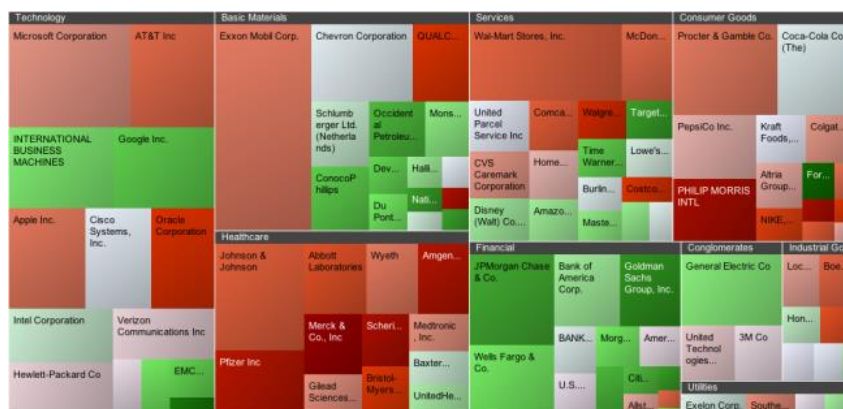 Technology
Microsoft Corporation
AT&T Inc
INTERNATIONAL
BUSINESS
MACHINES
Google Inc.
Apple Inc.
Cisco
Systems,
Inc.
Oracle
Corporation
Intel Corporation
Verizon
Communications Inc
Hewlett-Packard Co
EMC...
Basic Materials
Exxon Mobil Corp.
Chevron Corporation
QUALC...
Schlumb
erger Ltd.
(Netherla
nds)
Occident
al
Petroleu...
Mons...
ConocoP
hillips
Dev...
Halli...
Du
Pont...
Nati...
Healthcare
Johnson &
Johnson
Abbott
Laboratories
Wyeth
Amgen...
Merck &
Co., Inc
Scheri...
Medtronic
, Inc.
Pfizer Inc
Baxter...
Gilead
Sciences...
Bristol-
Myers...
UnitedHe...
Services
Wal-Mart Stores, Inc.
McDon...
United
Parcel
Service Inc
Comca...
Walgre...
Target...
Time
Warner...
Lowe's...
CVS
Caremark
Corporation
Home...
Burlin...
Costco...
Disney
(Walt) Co....
Amazo...
Maste...
Financial
JPMorgan Chase
& Co.
Bank of
America
Corp.
Goldman
Sachs
Group, Inc.
BANK...
Morg...
Amer...
Wells Fargo &
Co.
U.S....
Citi...
Allst...
Consumer Goods
Procter & Gamble Co.
Coca-Cola Co
(The)
PepsiCo Inc.
Kraft
Foods,...
Colgat...
Altria
Group...
For...
PHILIP MORRIS
INTL
NIKE,...
Conglomerates
General Electric Co
United
Technol
ogies...
3M Co
Industrial Go
Loc...
Boe...
Hon...
Utilities
Exelon Corp.
Southe...